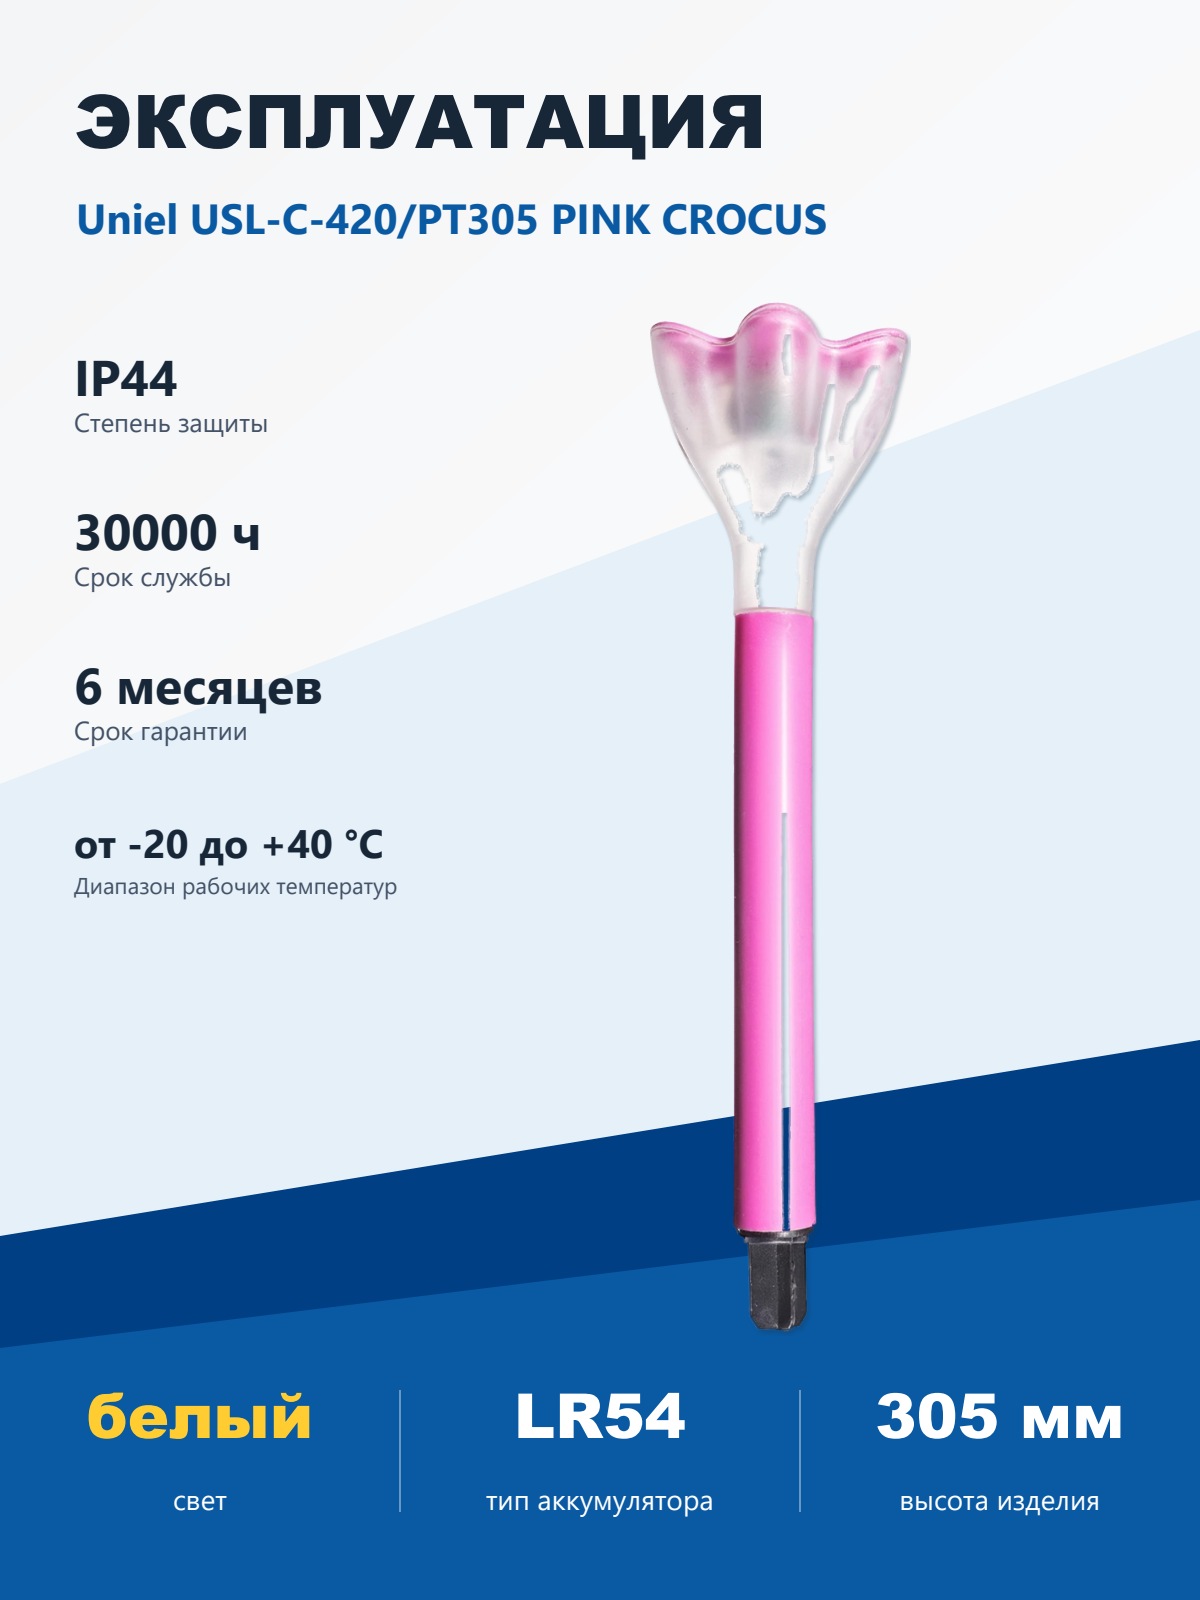 ЭКСПЛУАТАЦИЯ
Uniel USL-C-420/PT305 PINK CROCUS
IP44
Степень защиты
30000 ч
Срок службы
6 месяцев
Срок гарантии
от -20 до +40 °C
Диапазон рабочих температур
белый
свет
LR54
тип аккумулятора
305 мм
высота изделия